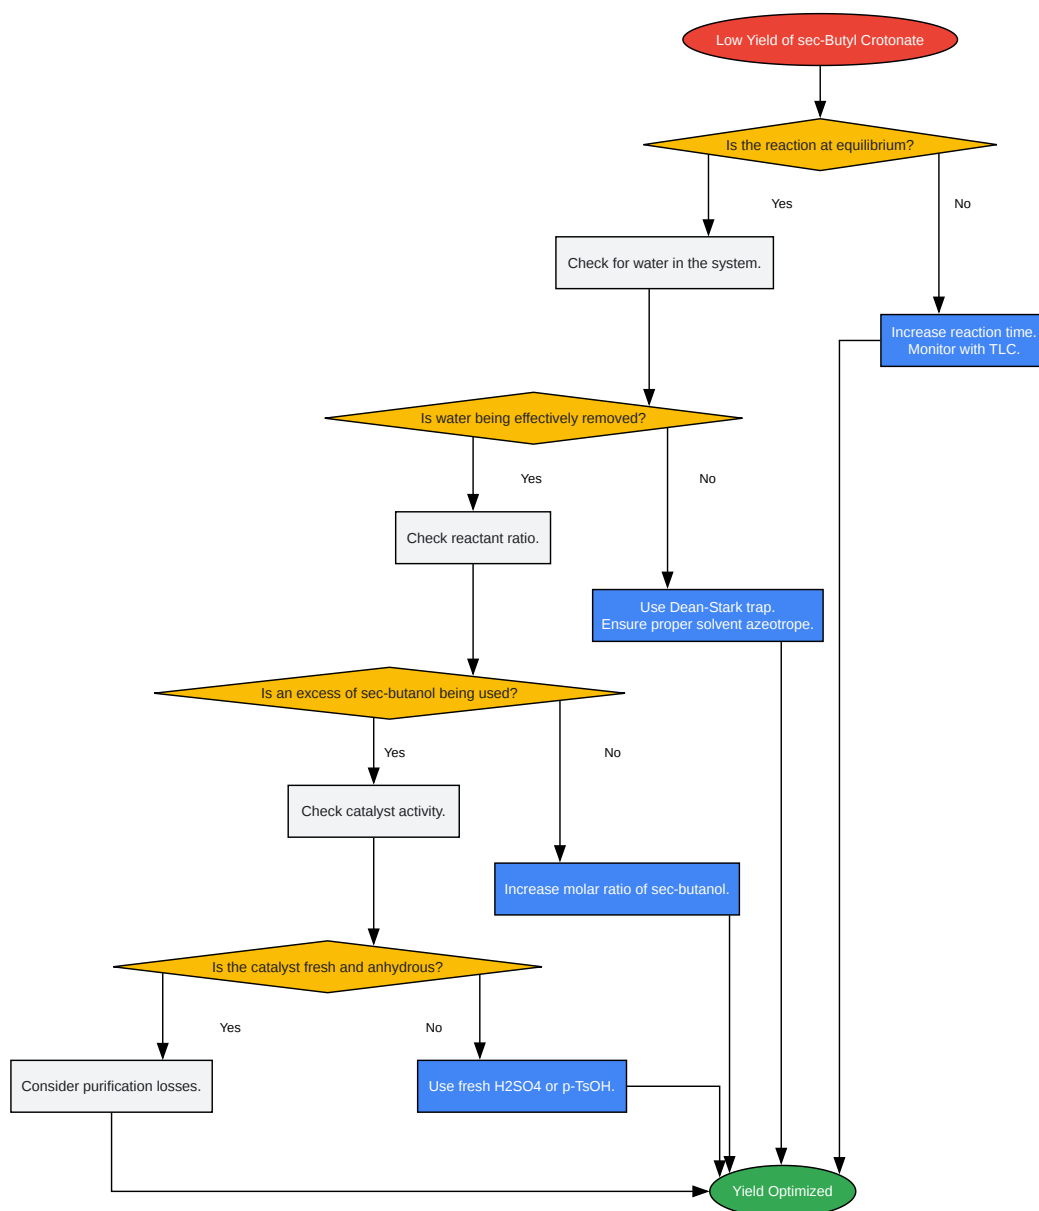 Low Yield of sec-Butyl Crotonate
Is the reaction at equilibrium?
Yes
No
Check for water in the system.
Increase reaction time.
Monitor with TLC.
Is water being effectively removed?
Yes
No
Check reactant ratio.
Use Dean-Stark trap.
Ensure proper solvent azeotrope.
Is an excess of sec-butanol being used?
Yes
No
Check catalyst activity.
Increase molar ratio of sec-butanol.
Is the catalyst fresh and anhydrous?
Yes
No
Consider purification losses.
Use fresh H2SO4 or p-TsOH.
Yield Optimized